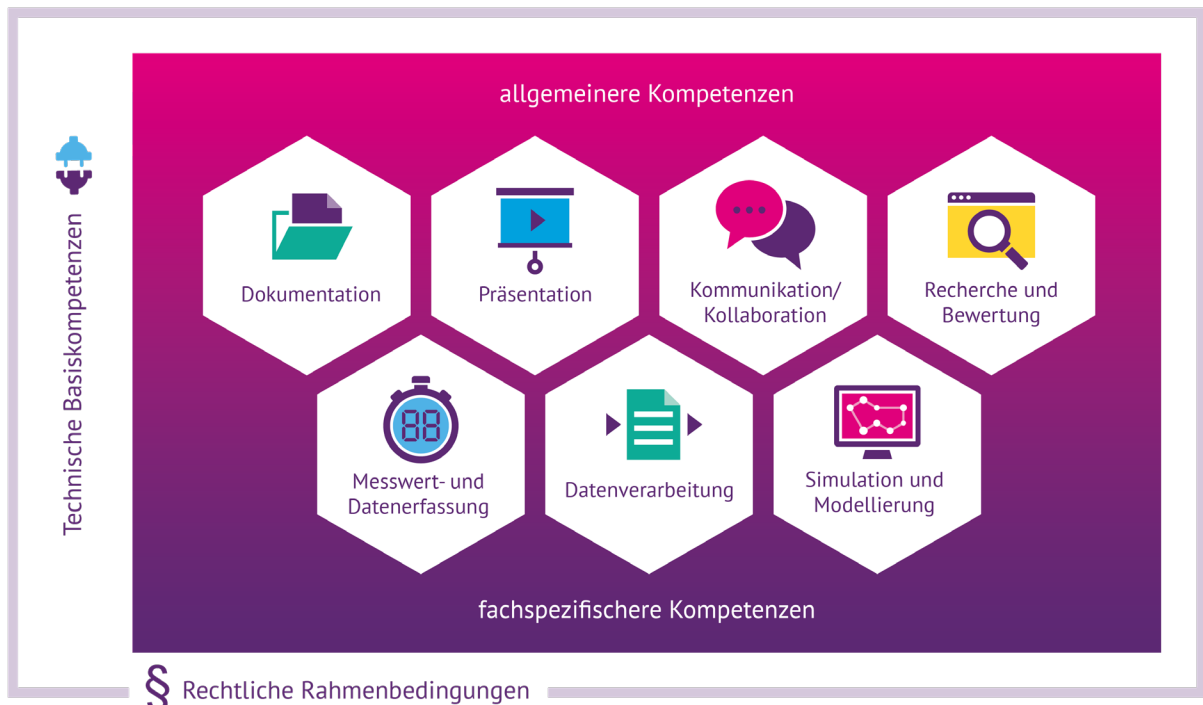 allgemeinere Kompetenzen
Technische Basiskompetenzen
Dokumentation
Präsentation
Kommunikation/
Kollaboration
Recherche und
Bewertung
88
Messwert- und
Datenerfassung
Datenverarbeitung
Simulation und
Modellierung
fachspezifischere Kompetenzen
§ Rechtliche Rahmenbedingungen